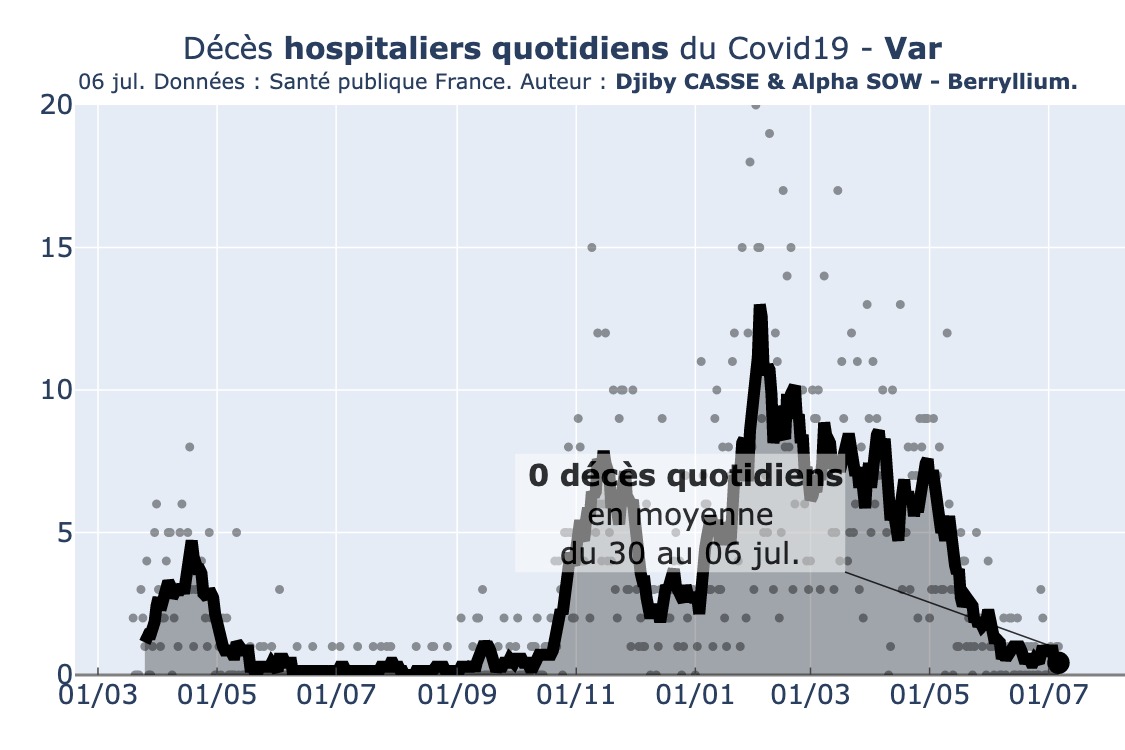 Décès hospitaliers quotidiens du Covid19 - Var
06 jul. Données : Santé publique France. Auteur : Djiby CASSE & Alpha SOW - Berryllium.
20
15
10
5
0
0 décès quotidiens
en moyenne
du 30 au 06 jul.
01/03 01/05 01/07 01/09 01/11 01/01 01/03 01/05 01/07